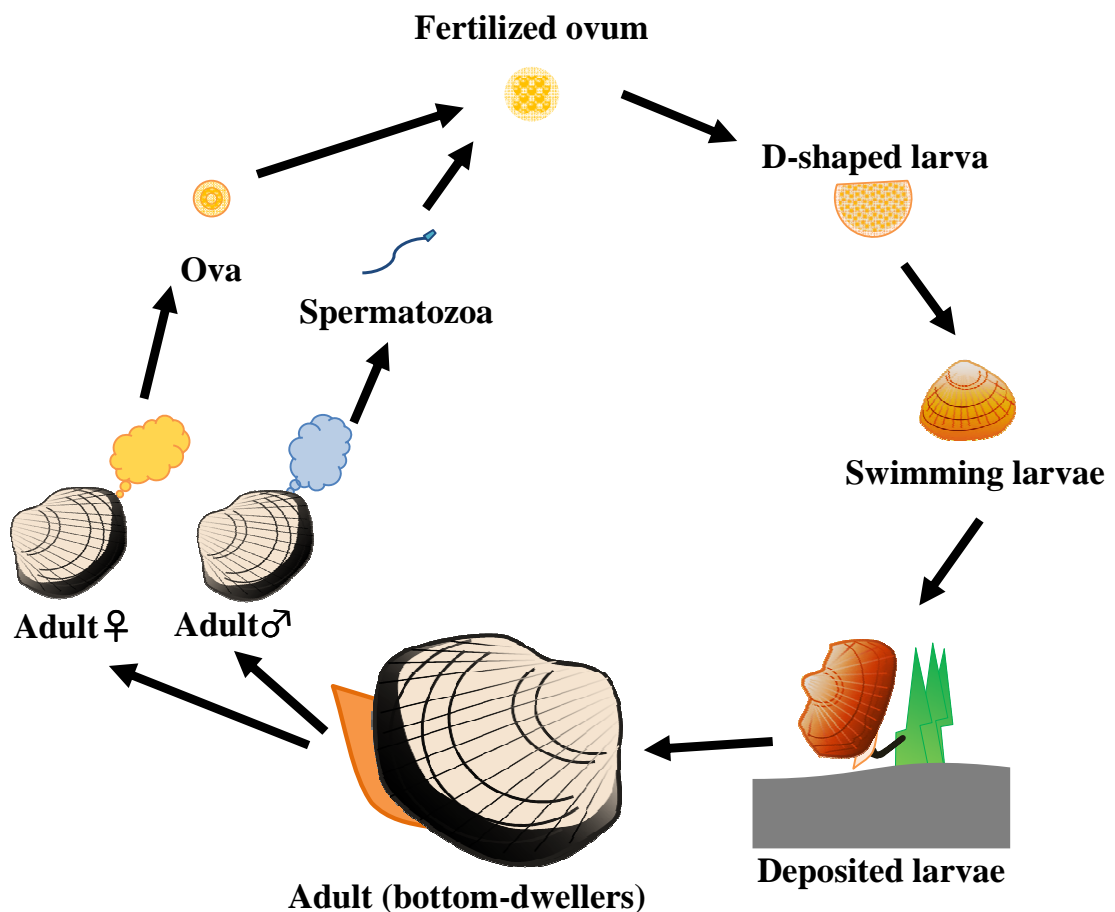 Fertilized ovum
D-shaped larva
Ova
Spermatozoa
Swimming larvae
Adult♀
Adult♂
Deposited larvae
Adult (bottom-dwellers)